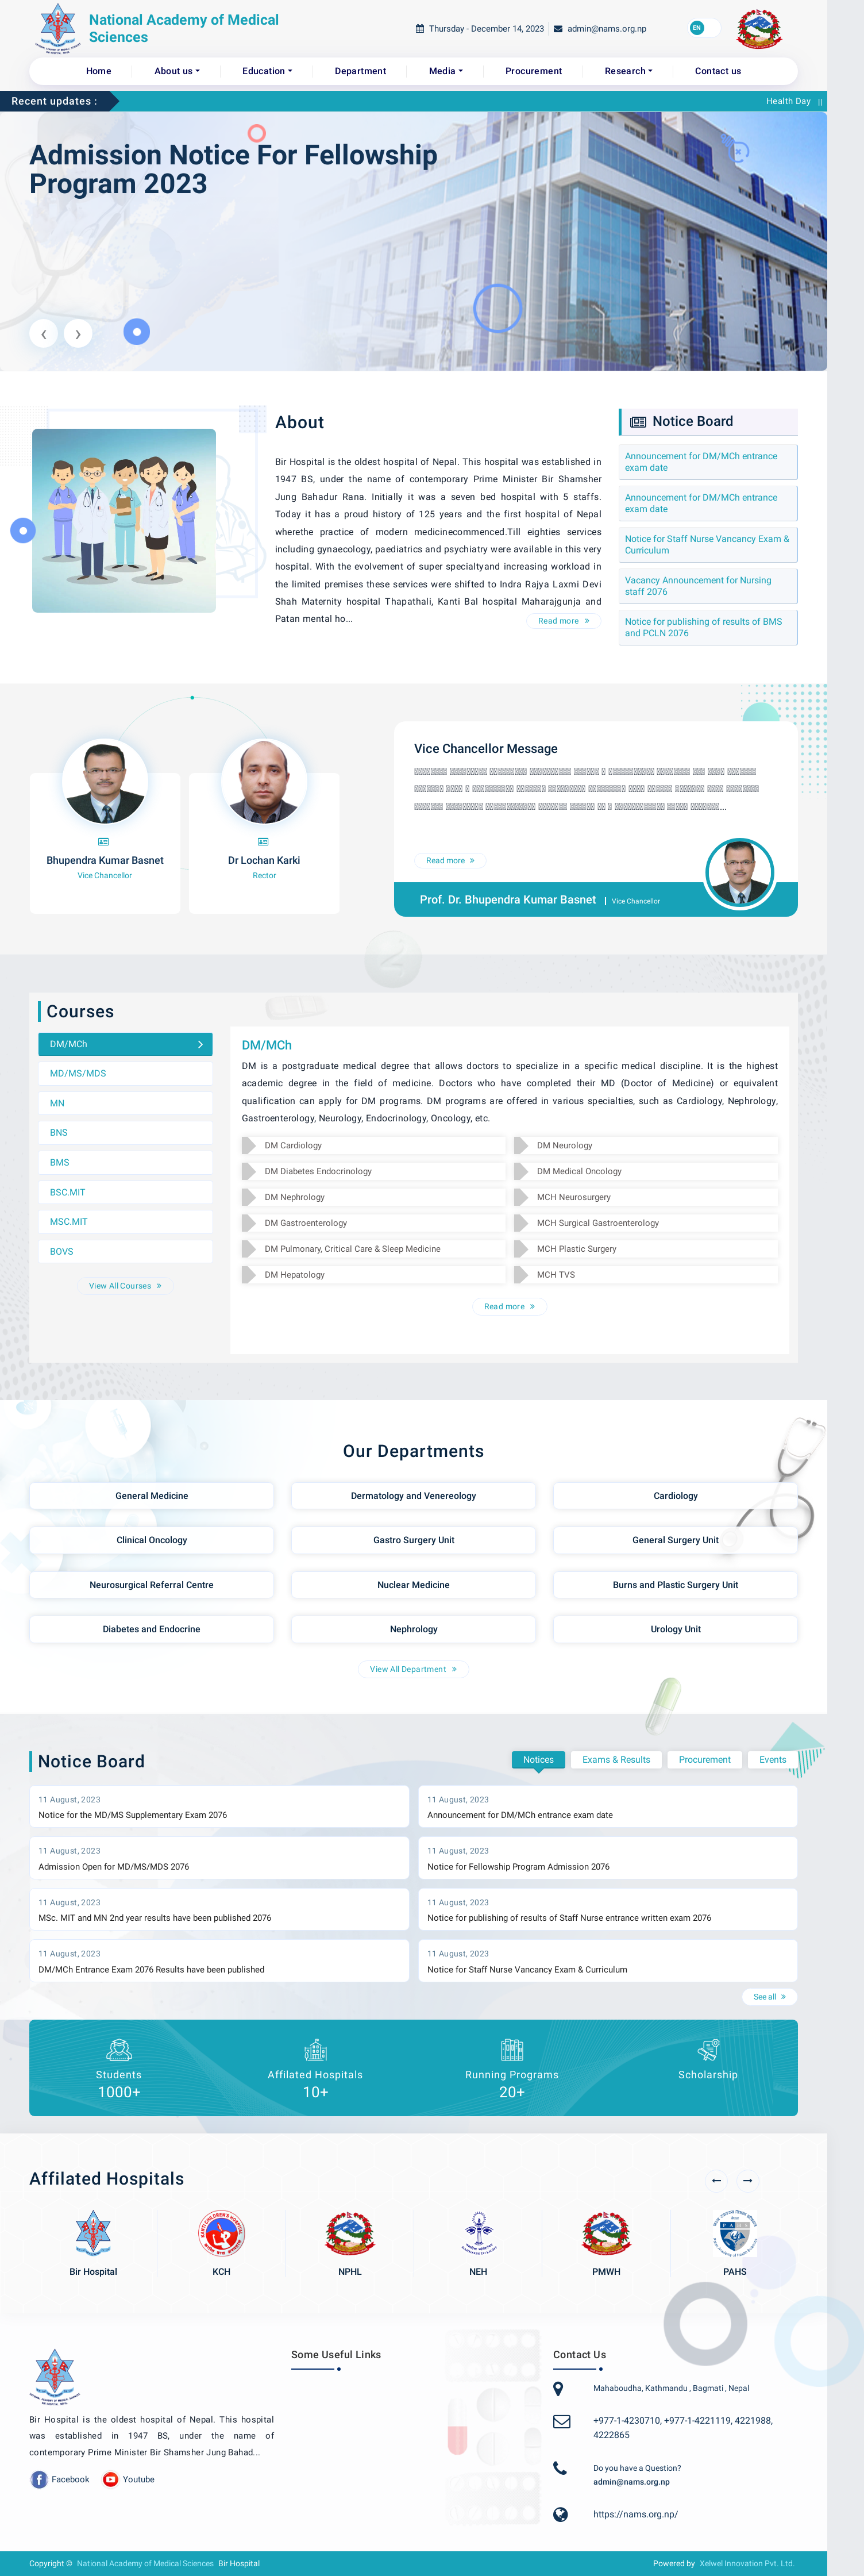 National Academy of Medical
Sciences
Thursday - December 14, 2023
admin@nams.org.np
EN
Home
About us
Education
Department
Media
Procurement
Research
Contact us
Recent updates :
Health Day ||
Admission Notice For Fellowship
Program 2023
About
Bir Hospital is the oldest hospital of Nepal. This hospital was established in
1947 BS, under the name of contemporary Prime Minister Bir Shamsher
Jung Bahadur Rana. Initially it was a seven bed hospital with 5 staffs.
Today it has a proud history of 125 years and the first hospital of Nepal
wherethe practice of modern medicinecommenced.Till eighties services
including gynaecology, paediatrics and psychiatry were available in this very
hospital. With the evolvement of super specialtyand increasing workload in
the limited premises these services were shifted to Indra Rajya Laxmi Devi
Shah Maternity hospital Thapathali, Kanti Bal hospital Maharajgunja and
Patan mental ho...
Read more »
Notice Board
Announcement for DM/MCh entrance
exam date
Announcement for DM/MCh entrance
exam date
Notice for Staff Nurse Vancancy Exam &
Curriculum
Vacancy Announcement for Nursing
staff 2076
Notice for publishing of results of BMS
and PCLN 2076
Bhupendra Kumar Basnet
Vice Chancellor
Dr Lochan Karki
Rector
Vice Chancellor Message
Read more »
Prof. Dr. Bhupendra Kumar Basnet | Vice Chancellor
Courses
DM/MCh
MD/MS/MDS
MN
BNS
BMS
BSC.MIT
MSC.MIT
BOVS
View All Courses »
DM/MCh
DM is a postgraduate medical degree that allows doctors to specialize in a specific medical discipline. It is the highest
academic degree in the field of medicine. Doctors who have completed their MD (Doctor of Medicine) or equivalent
qualification can apply for DM programs. DM programs are offered in various specialties, such as Cardiology, Nephrology,
Gastroenterology, Neurology, Endocrinology, Oncology, etc.
DM Cardiology
DM Neurology
DM Diabetes Endocrinology
DM Medical Oncology
DM Nephrology
MCH Neurosurgery
DM Gastroenterology
MCH Surgical Gastroenterology
DM Pulmonary, Critical Care & Sleep Medicine
MCH Plastic Surgery
DM Hepatology
MCH TVS
Read more »
Our Departments
General Medicine
Dermatology and Venereology
Cardiology
Clinical Oncology
Gastro Surgery Unit
General Surgery Unit
Neurosurgical Referral Centre
Nuclear Medicine
Burns and Plastic Surgery Unit
Diabetes and Endocrine
Nephrology
Urology Unit
View All Department »
Notice Board
Notices
Exams & Results
Procurement
Events
11 August, 2023
Notice for the MD/MS Supplementary Exam 2076
11 August, 2023
Announcement for DM/MCh entrance exam date
11 August, 2023
Admission Open for MD/MS/MDS 2076
11 August, 2023
Notice for Fellowship Program Admission 2076
11 August, 2023
MSc. MIT and MN 2nd year results have been published 2076
11 August, 2023
Notice for publishing of results of Staff Nurse entrance written exam 2076
11 August, 2023
DM/MCh Entrance Exam 2076 Results have been published
11 August, 2023
Notice for Staff Nurse Vancancy Exam & Curriculum
See all »
Students
1000+
Affilated Hospitals
10+
Running Programs
20+
Scholarship
Affilated Hospitals
Bir Hospital
KCH
NPHL
NEH
PMWH
PAHS
Bir Hospital is the oldest hospital of Nepal. This hospital
was established in 1947 BS, under the name of
contemporary Prime Minister Bir Shamsher Jung Bahad...
Facebook
Youtube
Some Useful Links
Contact Us
Mahaboudha, Kathmandu , Bagmati , Nepal
+977-1-4230710, +977-1-4221119, 4221988,
4222865
Do you have a Question?
admin@nams.org.np
https://nams.org.np/
Copyright © National Academy of Medical Sciences Bir Hospital
Powered by Xelwel Innovation Pvt. Ltd.